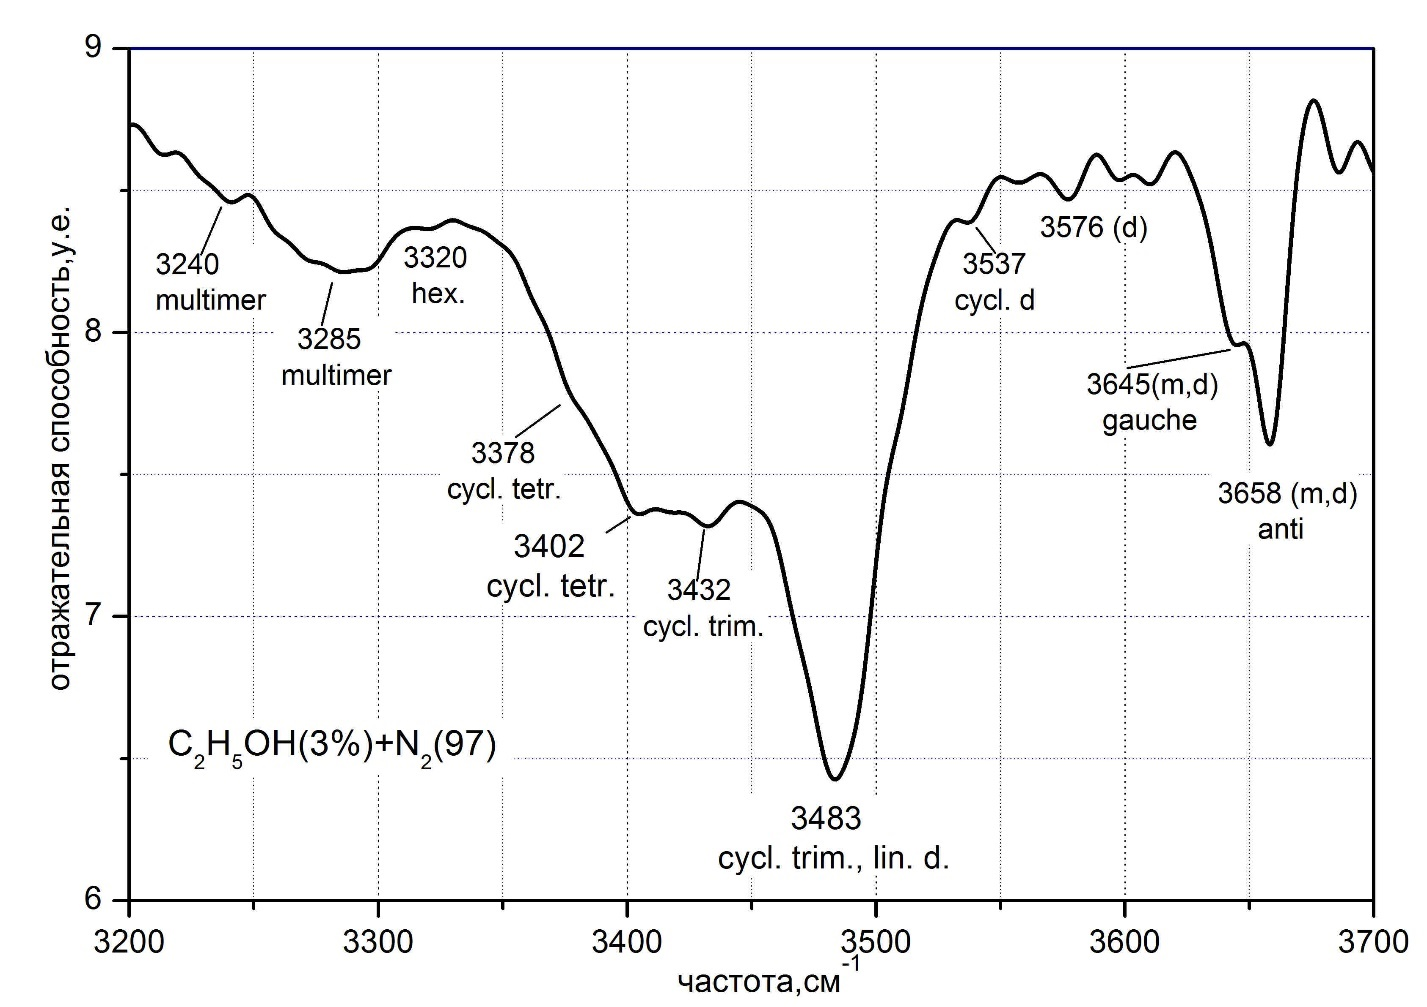 9
8
7
6
отражательная способность,у.е.
3240
multimer
3285
multimer
3320
hex.
3378
cycl. tetr.
3402
cycl. tetr.
3432
cycl. trim.
3483
cycl. trim., lin. d.
3537
cycl. d
3576 (d)
3645(m,d)
gauche
3658 (m,d)
anti
C2H5OH(3%)+N2(97)
3200 3300 3400 3500 3600 3700
частота,см-1